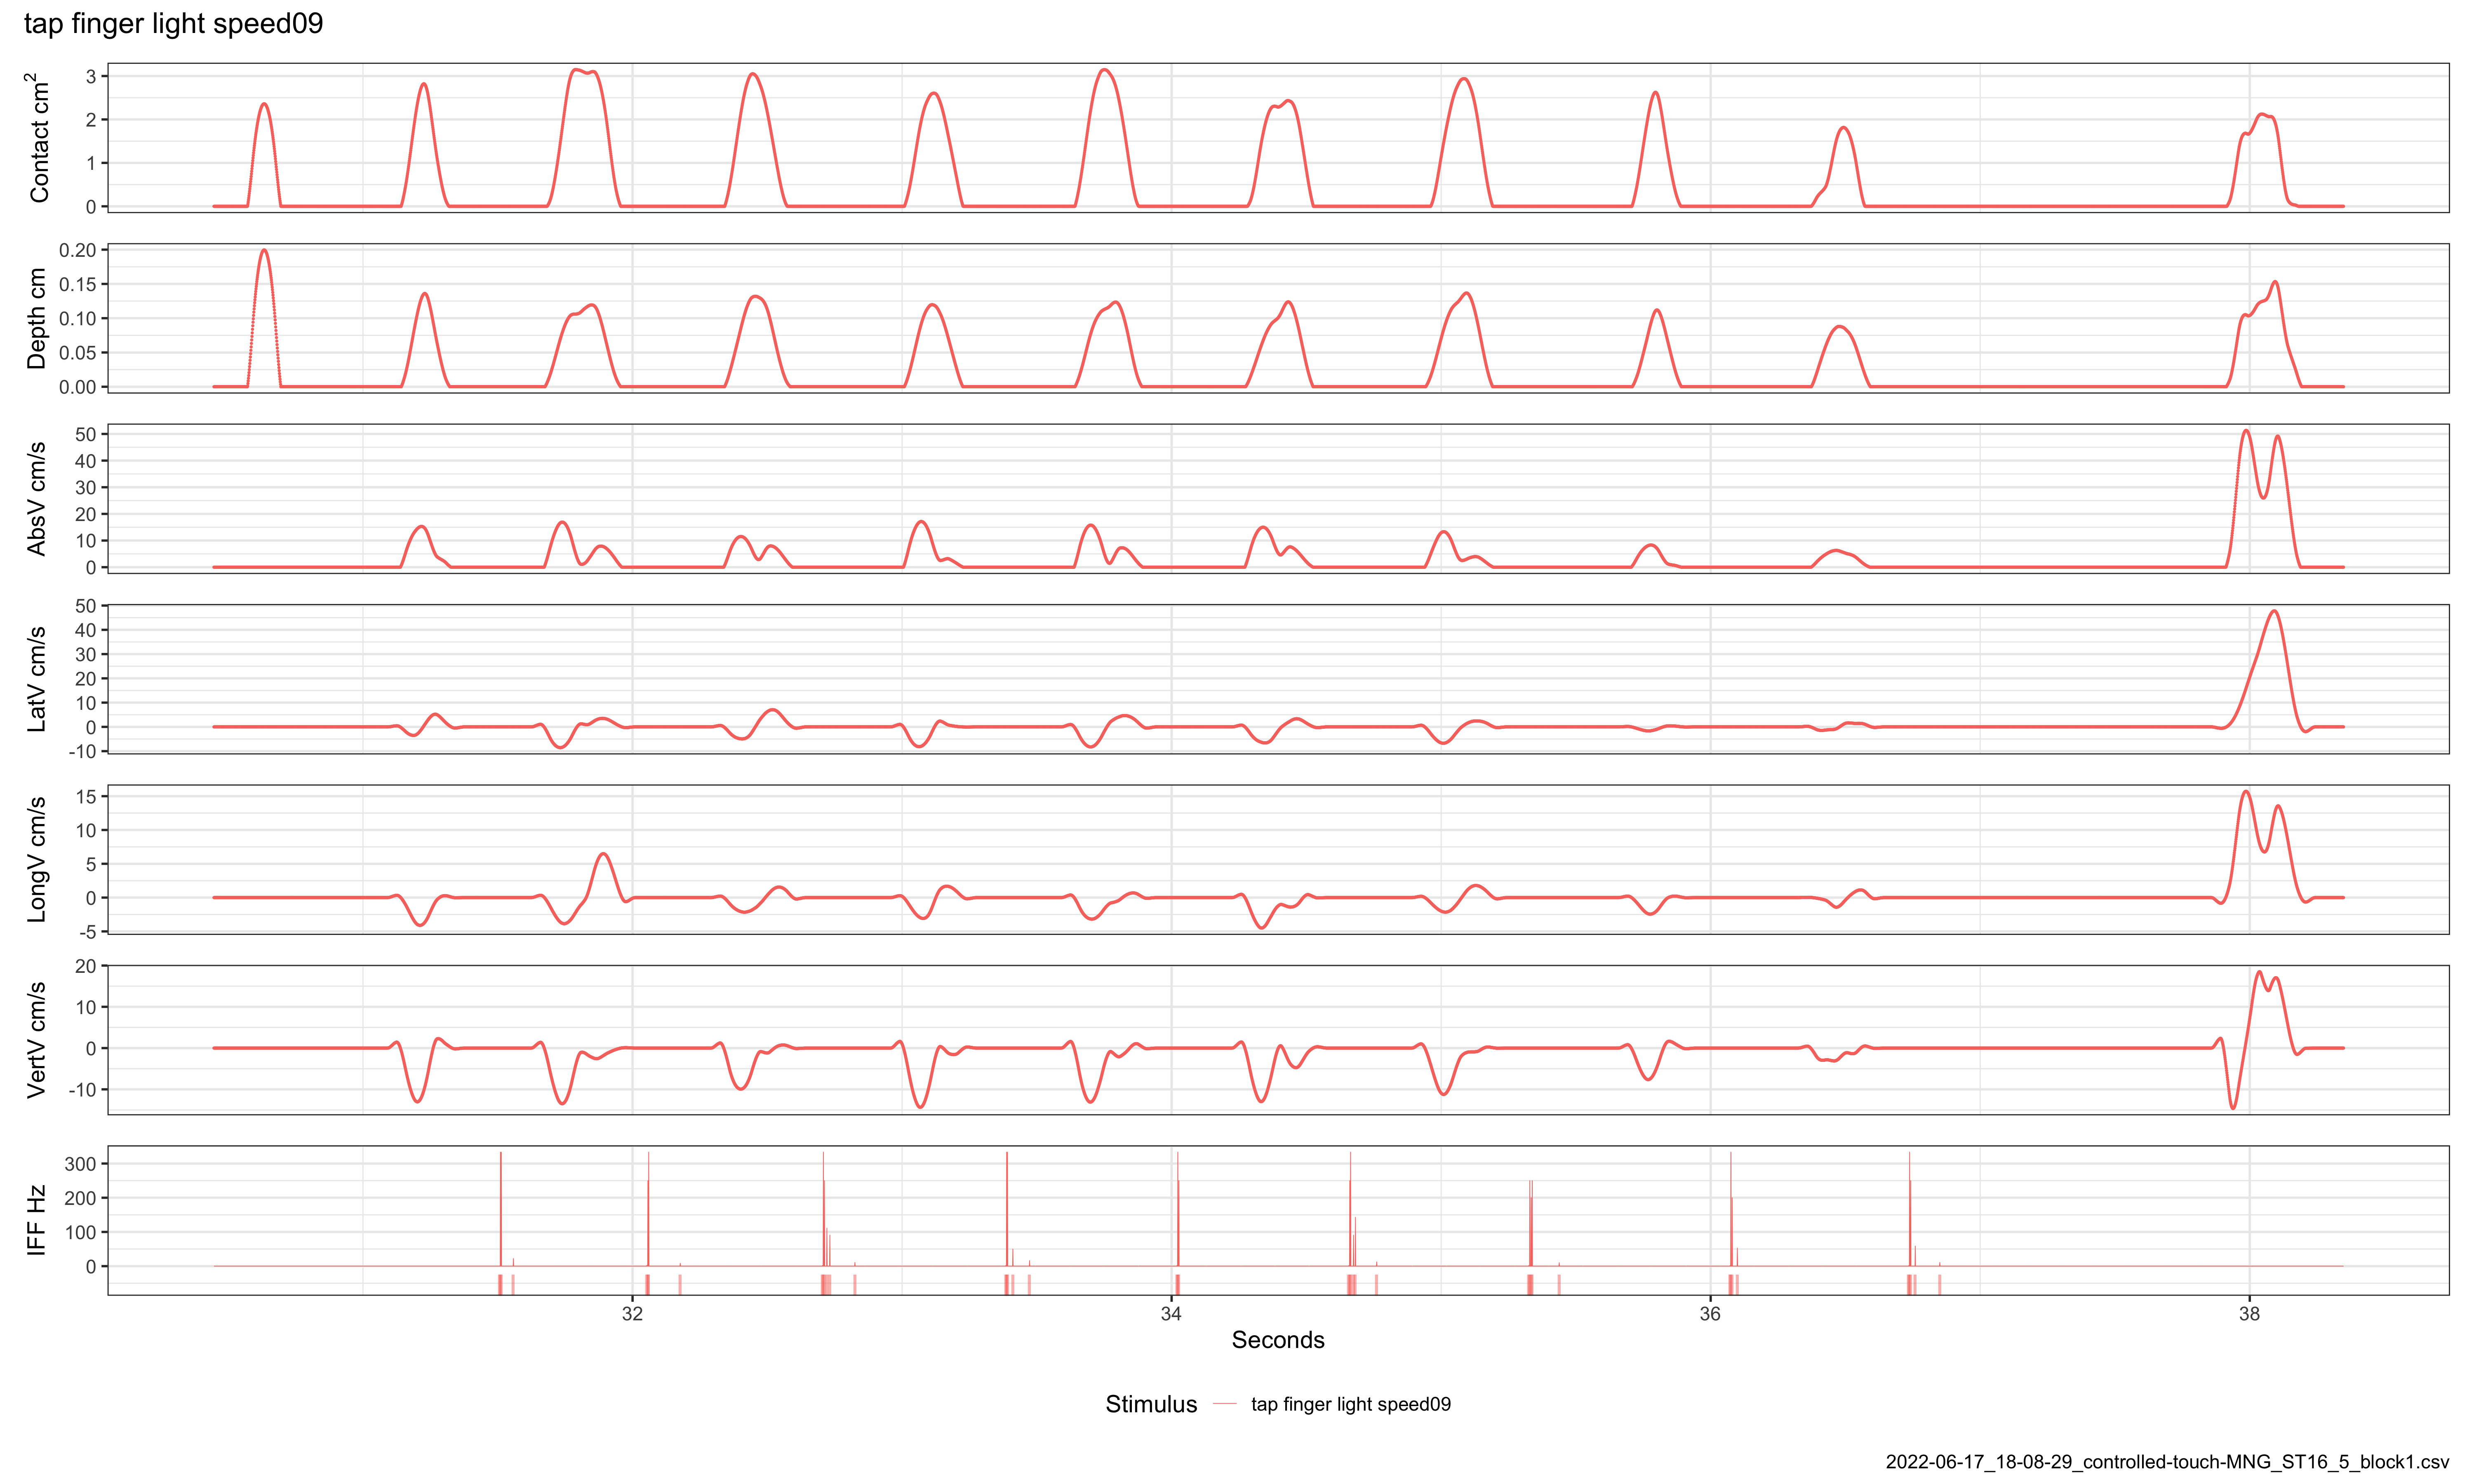 tap finger light speed09
Contact cm²
3
2
1
0
Depth cm
0.20
0.15
0.10
0.05
0.00
AbsV cm/s
50
40
30
20
10
0
LatV cm/s
50
40
30
20
10
0
-10
LongV cm/s
15
10
5
0
-5
VertV cm/s
20
10
0
-10
IFF Hz
300
200
100
0
32 34 36 38
Seconds
Stimulus tap finger light speed09
2022-06-17_18-08-29_controlled-touch-MNG_ST16_5_block1.csv